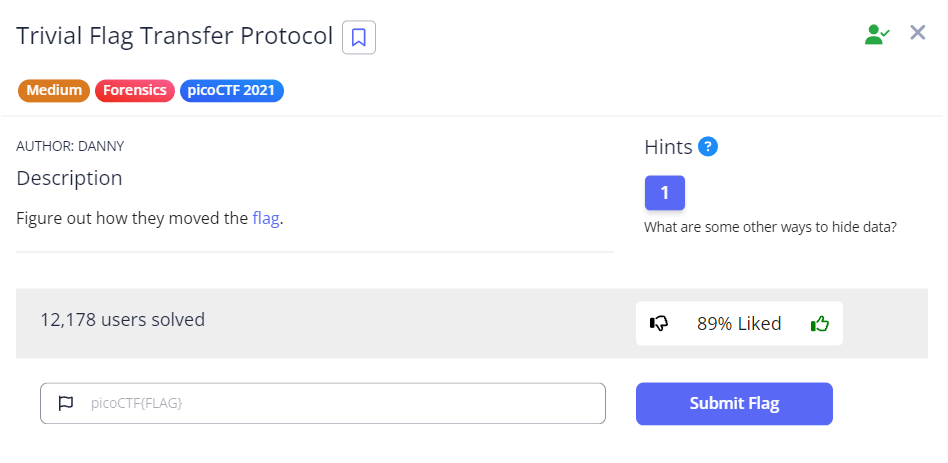 Trivial Flag Transfer Protocol
Medium Forensics picoCTF 2021
AUTHOR: DANNY
Description
Figure out how they moved the flag.
Hints ?
1
What are some other ways to hide data?
12,178 users solved
89% Liked
picoCTF{FLAG}
Submit Flag